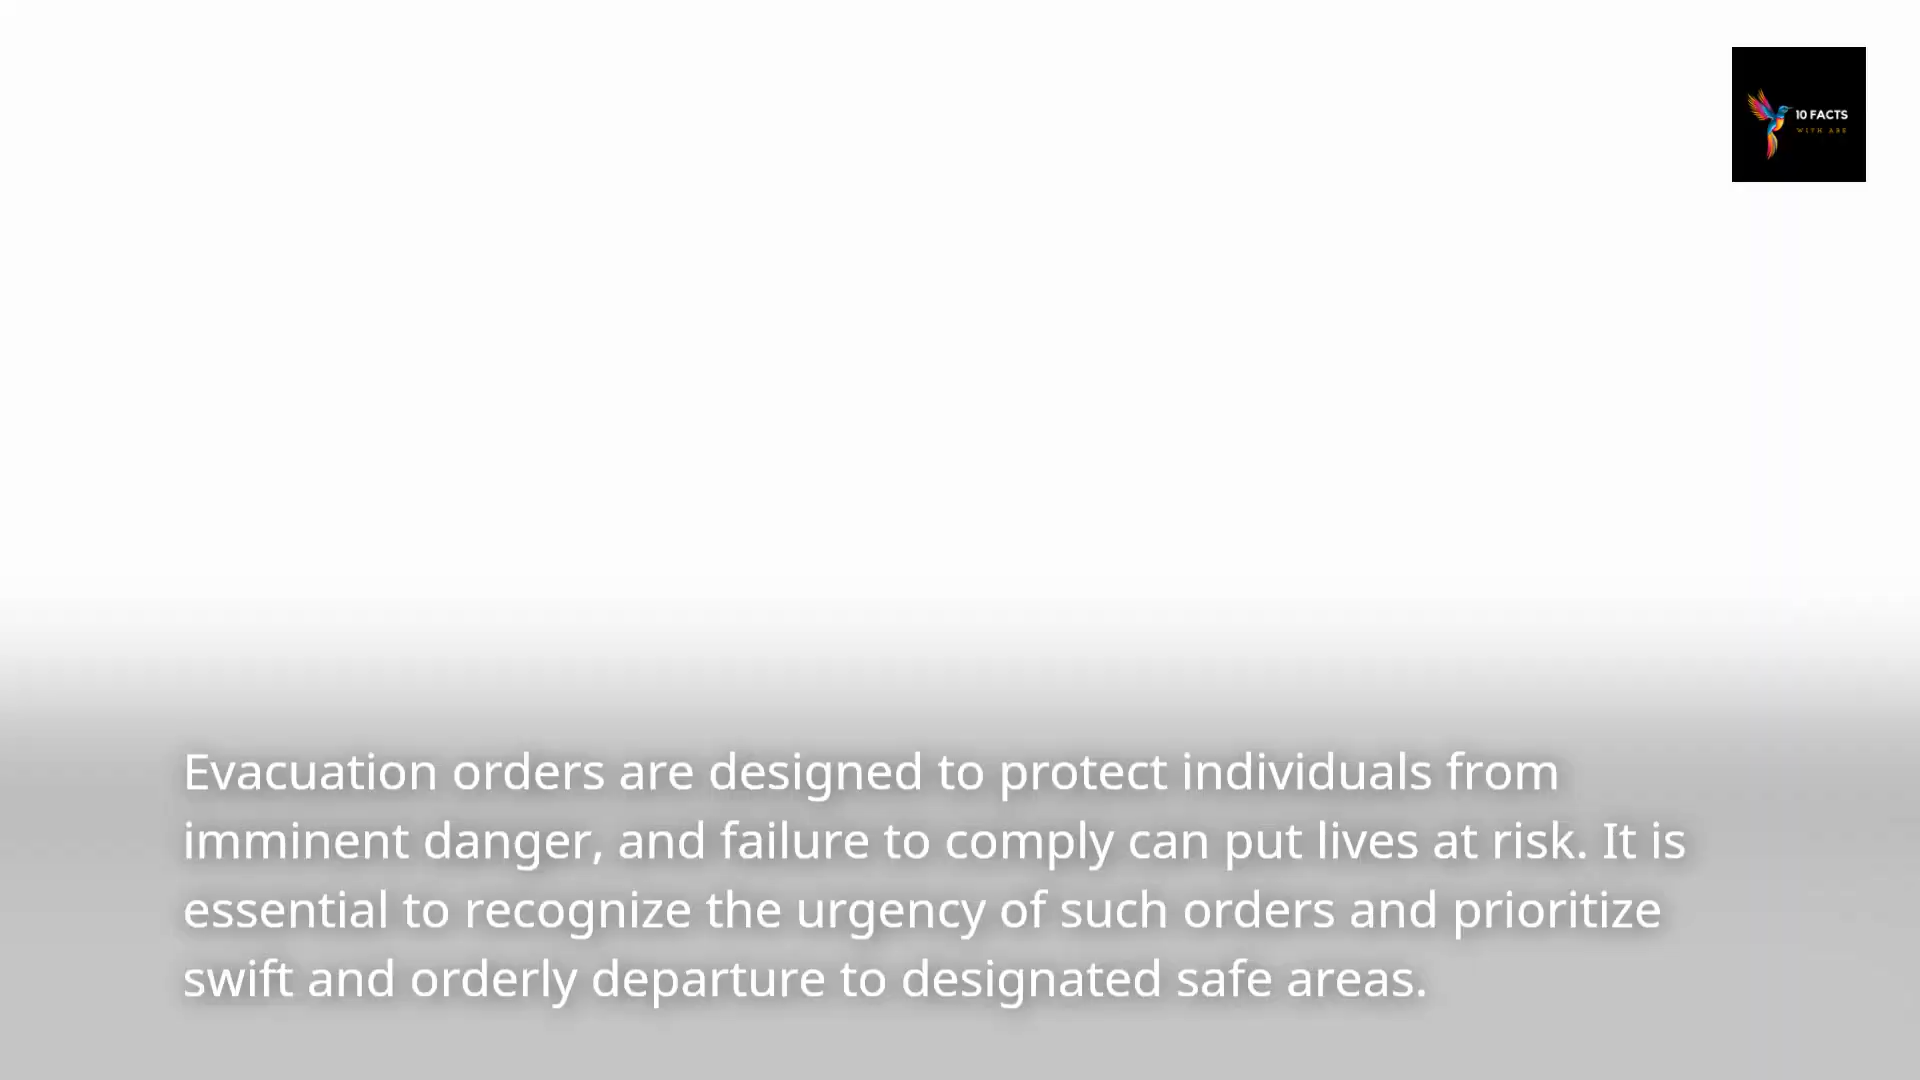 10 FACTS
WITH ABE
Evacuation orders are designed to protect individuals from
imminent danger, and failure to comply can put lives at risk. It is
essential to recognize the urgency of such orders and prioritize
swift and orderly departure to designated safe areas.